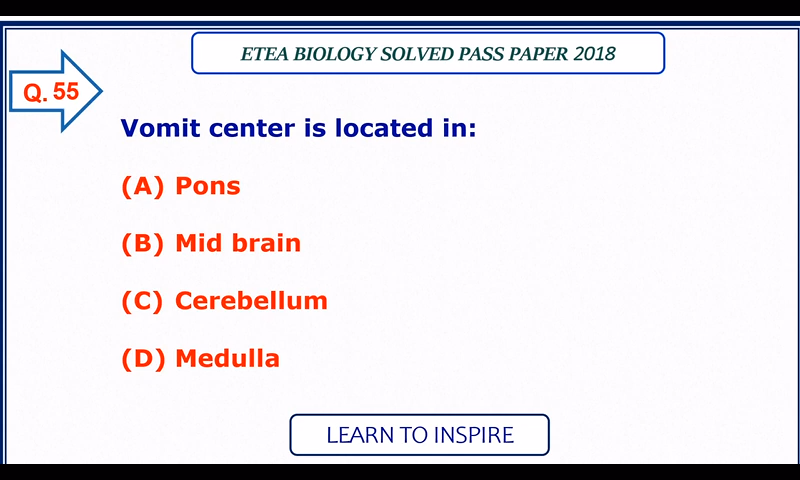 ETEA BIOLOGY SOLVED PASS PAPER 2018
Q. 55
Vomit center is located in:
(A) Pons
(B) Mid brain
(C) Cerebellum
(D) Medulla
LEARN TO INSPIRE